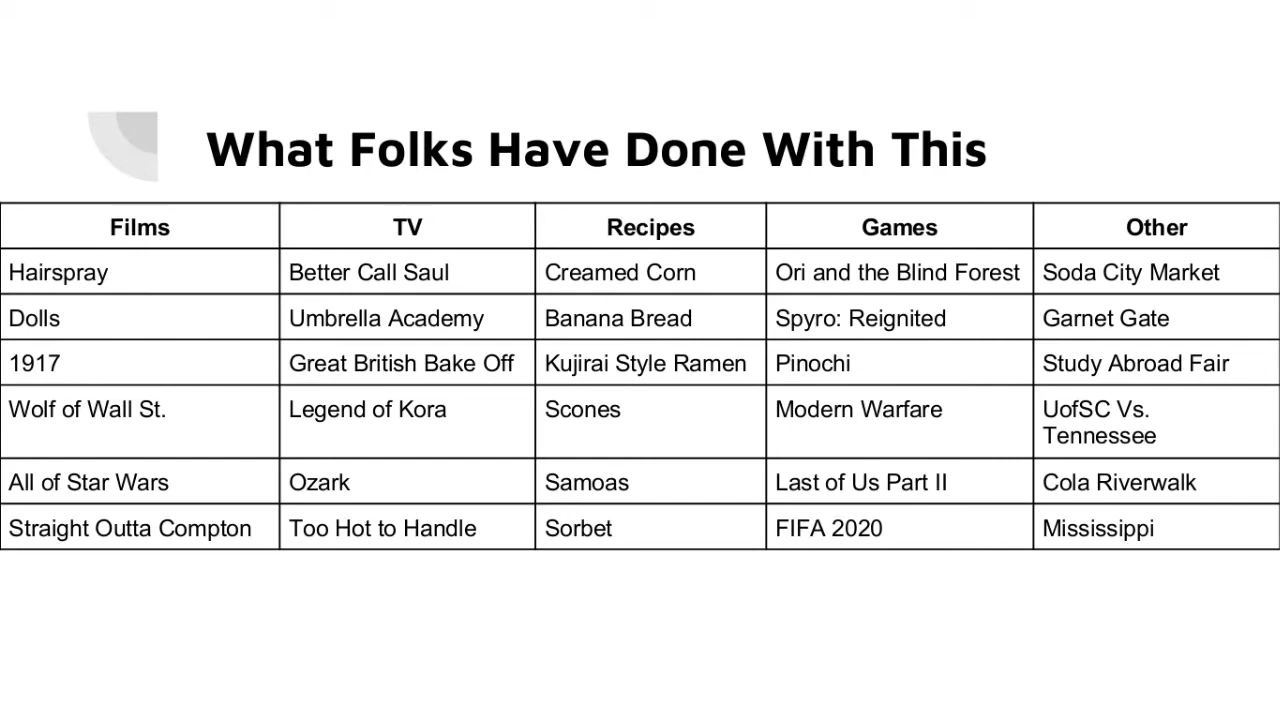 What Folks Have Done With This
Films TV Recipes Games Other
Hairspray Better Call Saul Creamed Corn Ori and the Blind Forest Soda City Market
Dolls Umbrella Academy Banana Bread Spyro: Reignited Garnet Gate
1917 Great British Bake Off Kujirai Style Ramen Pinochi Study Abroad Fair
Wolf of Wall St. Legend of Kora Scones Modern Warfare UofSC Vs.
Tennessee
All of Star Wars Ozark Samoas Last of Us Part II Cola Riverwalk
Straight Outta Compton Too Hot to Handle Sorbet FIFA 2020 Mississippi